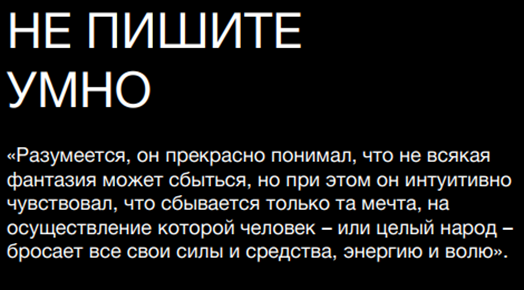 НЕ ПИШИТЕ
УМНО
«Разумеется, он прекрасно понимал, что не всякая
фантазия может сбыться, но при этом он интуитивно
чувствовал, что сбывается только та мечта, на
осуществление которой человек – или целый народ –
бросает все свои силы и средства, энергию и волю».